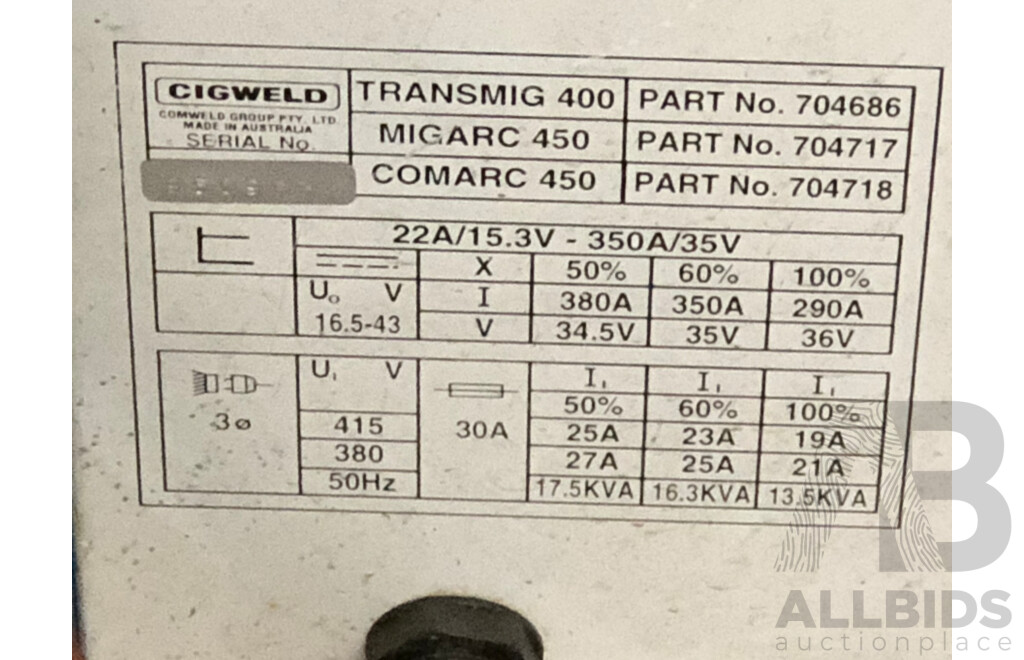 CIGWELD
COMWELD GROUP PTY. LTD.
MADE IN AUSTRALIA
SERIAL No.
TRANSMIG 400 PART No. 704686
MIGARC 450 PART No. 704717
COMARC 450 PART No. 704718
22A/15.3V - 350A/35V
X 50% 60% 100%
U₀ V I 380A 350A 290A
16.5-43 V 34.5V 35V 36V
U₁ V I₁ I₁ I₁
50% 60% 100%
3ø 415 30A 25A 23A 19A
380 27A 25A 21A
50Hz 17.5KVA 16.3KVA 13.5KVA
AB
ALLBIDS
auctionplace